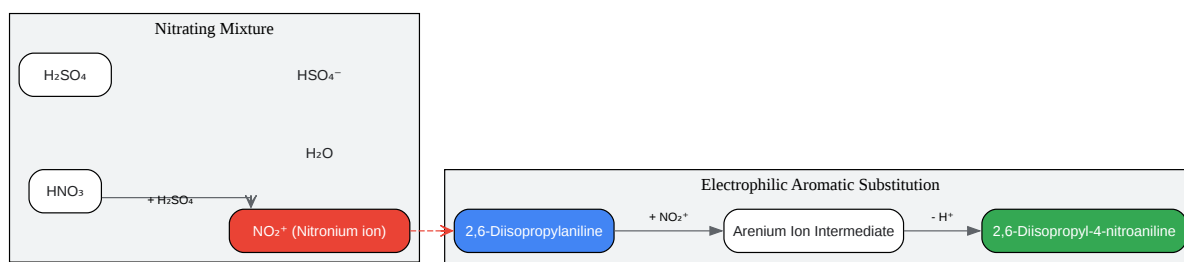 Nitrating Mixture
H₂SO₄
HSO₄⁻
H₂O
HNO₃
+ H₂SO₄
NO₂⁺ (Nitronium ion)
Electrophilic Aromatic Substitution
2,6-Diisopropylaniline
+ NO₂⁺
Arenium Ion Intermediate
- H⁺
2,6-Diisopropyl-4-nitroaniline